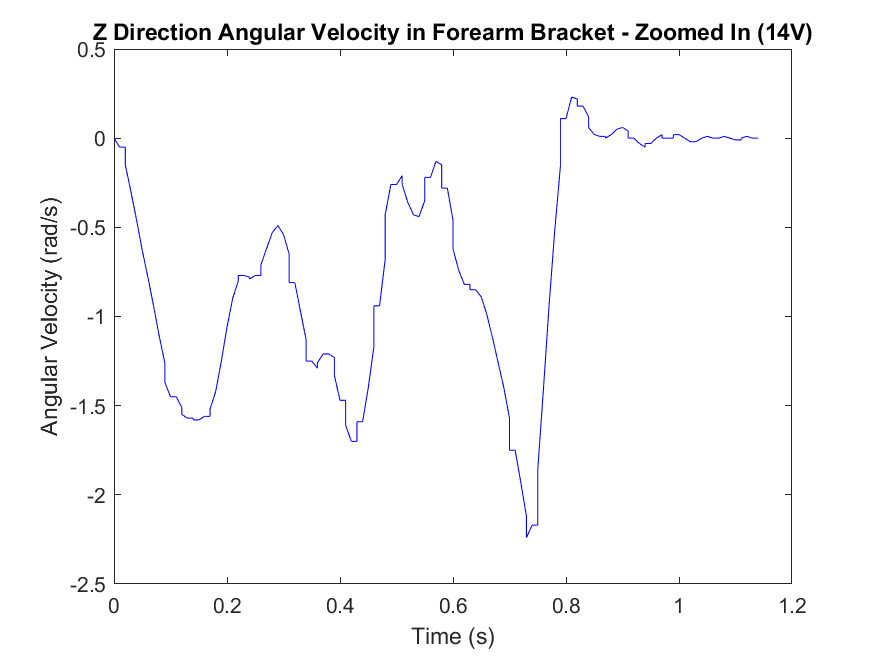 Z Direction Angular Velocity in Forearm Bracket - Zoomed In (14V)
0.5
0
-0.5
-1
-1.5
-2
-2.5
Angular Velocity (rad/s)
0 0.2 0.4 0.6 0.8 1 1.2
Time (s)